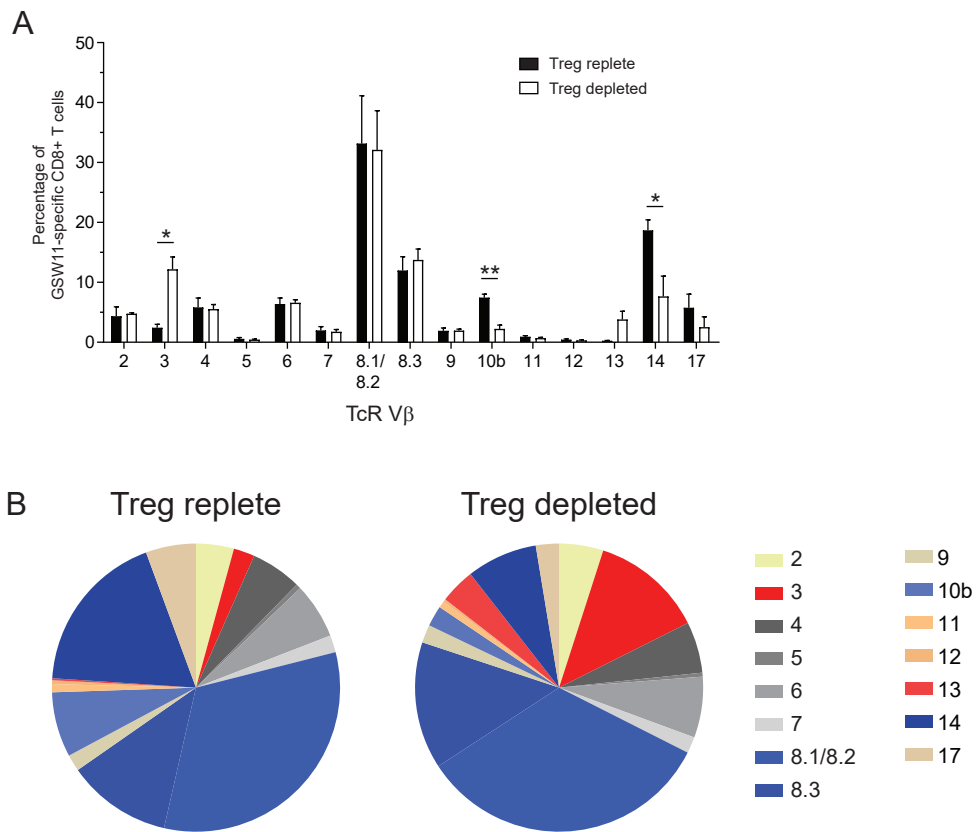 A
50
40
30
20
10
0
Percentage of
GSW11-specific CD8+ T cells
Treg replete
Treg depleted
*
**
*
2 3 4 5 6 7 8.1/ 8.3 9 10b 11 12 13 14 17
8.2
TcR Vβ
B
Treg replete
Treg depleted
2
3
4
5
6
7
8.1/8.2
8.3
9
10b
11
12
13
14
17